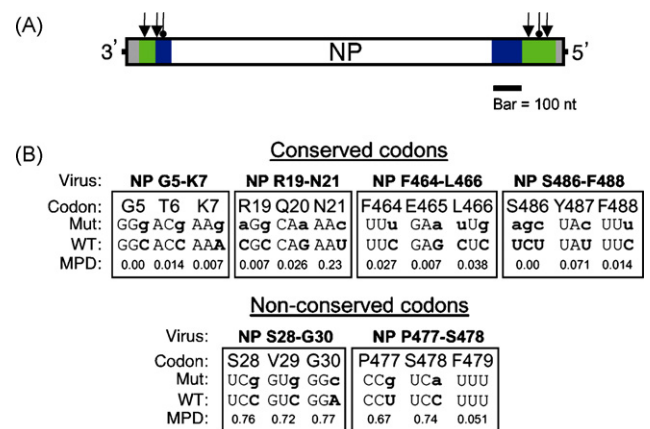 (A)
3’ NP 5’
Bar = 100 nt
(B)
Conserved codons
Virus: NP G5-K7 NP R19-N21 NP F464-L466 NP S486-F488
Codon: G5 T6 K7 R19 Q20 N21 F464 E465 L466 S486 Y487 F488
Mut: GGg ACg AAg aGg CAa AAc UUu GAa uUg agc UAc UUu
WT: GGC ACC AAA CGC CAG AAU UUC GAG CUC UCU UAU UUC
MPD: 0.00 0.014 0.007 0.007 0.026 0.23 0.027 0.007 0.038 0.00 0.071 0.014
Non-conserved codons
Virus: NP S28-G30 NP P477-S478
Codon: S28 V29 G30 P477 S478 F479
Mut: UCg GUg GGc CCg UCa UUU
WT: UCC GUC GGA CCU UCC UUU
MPD: 0.76 0.72 0.77 0.67 0.74 0.051